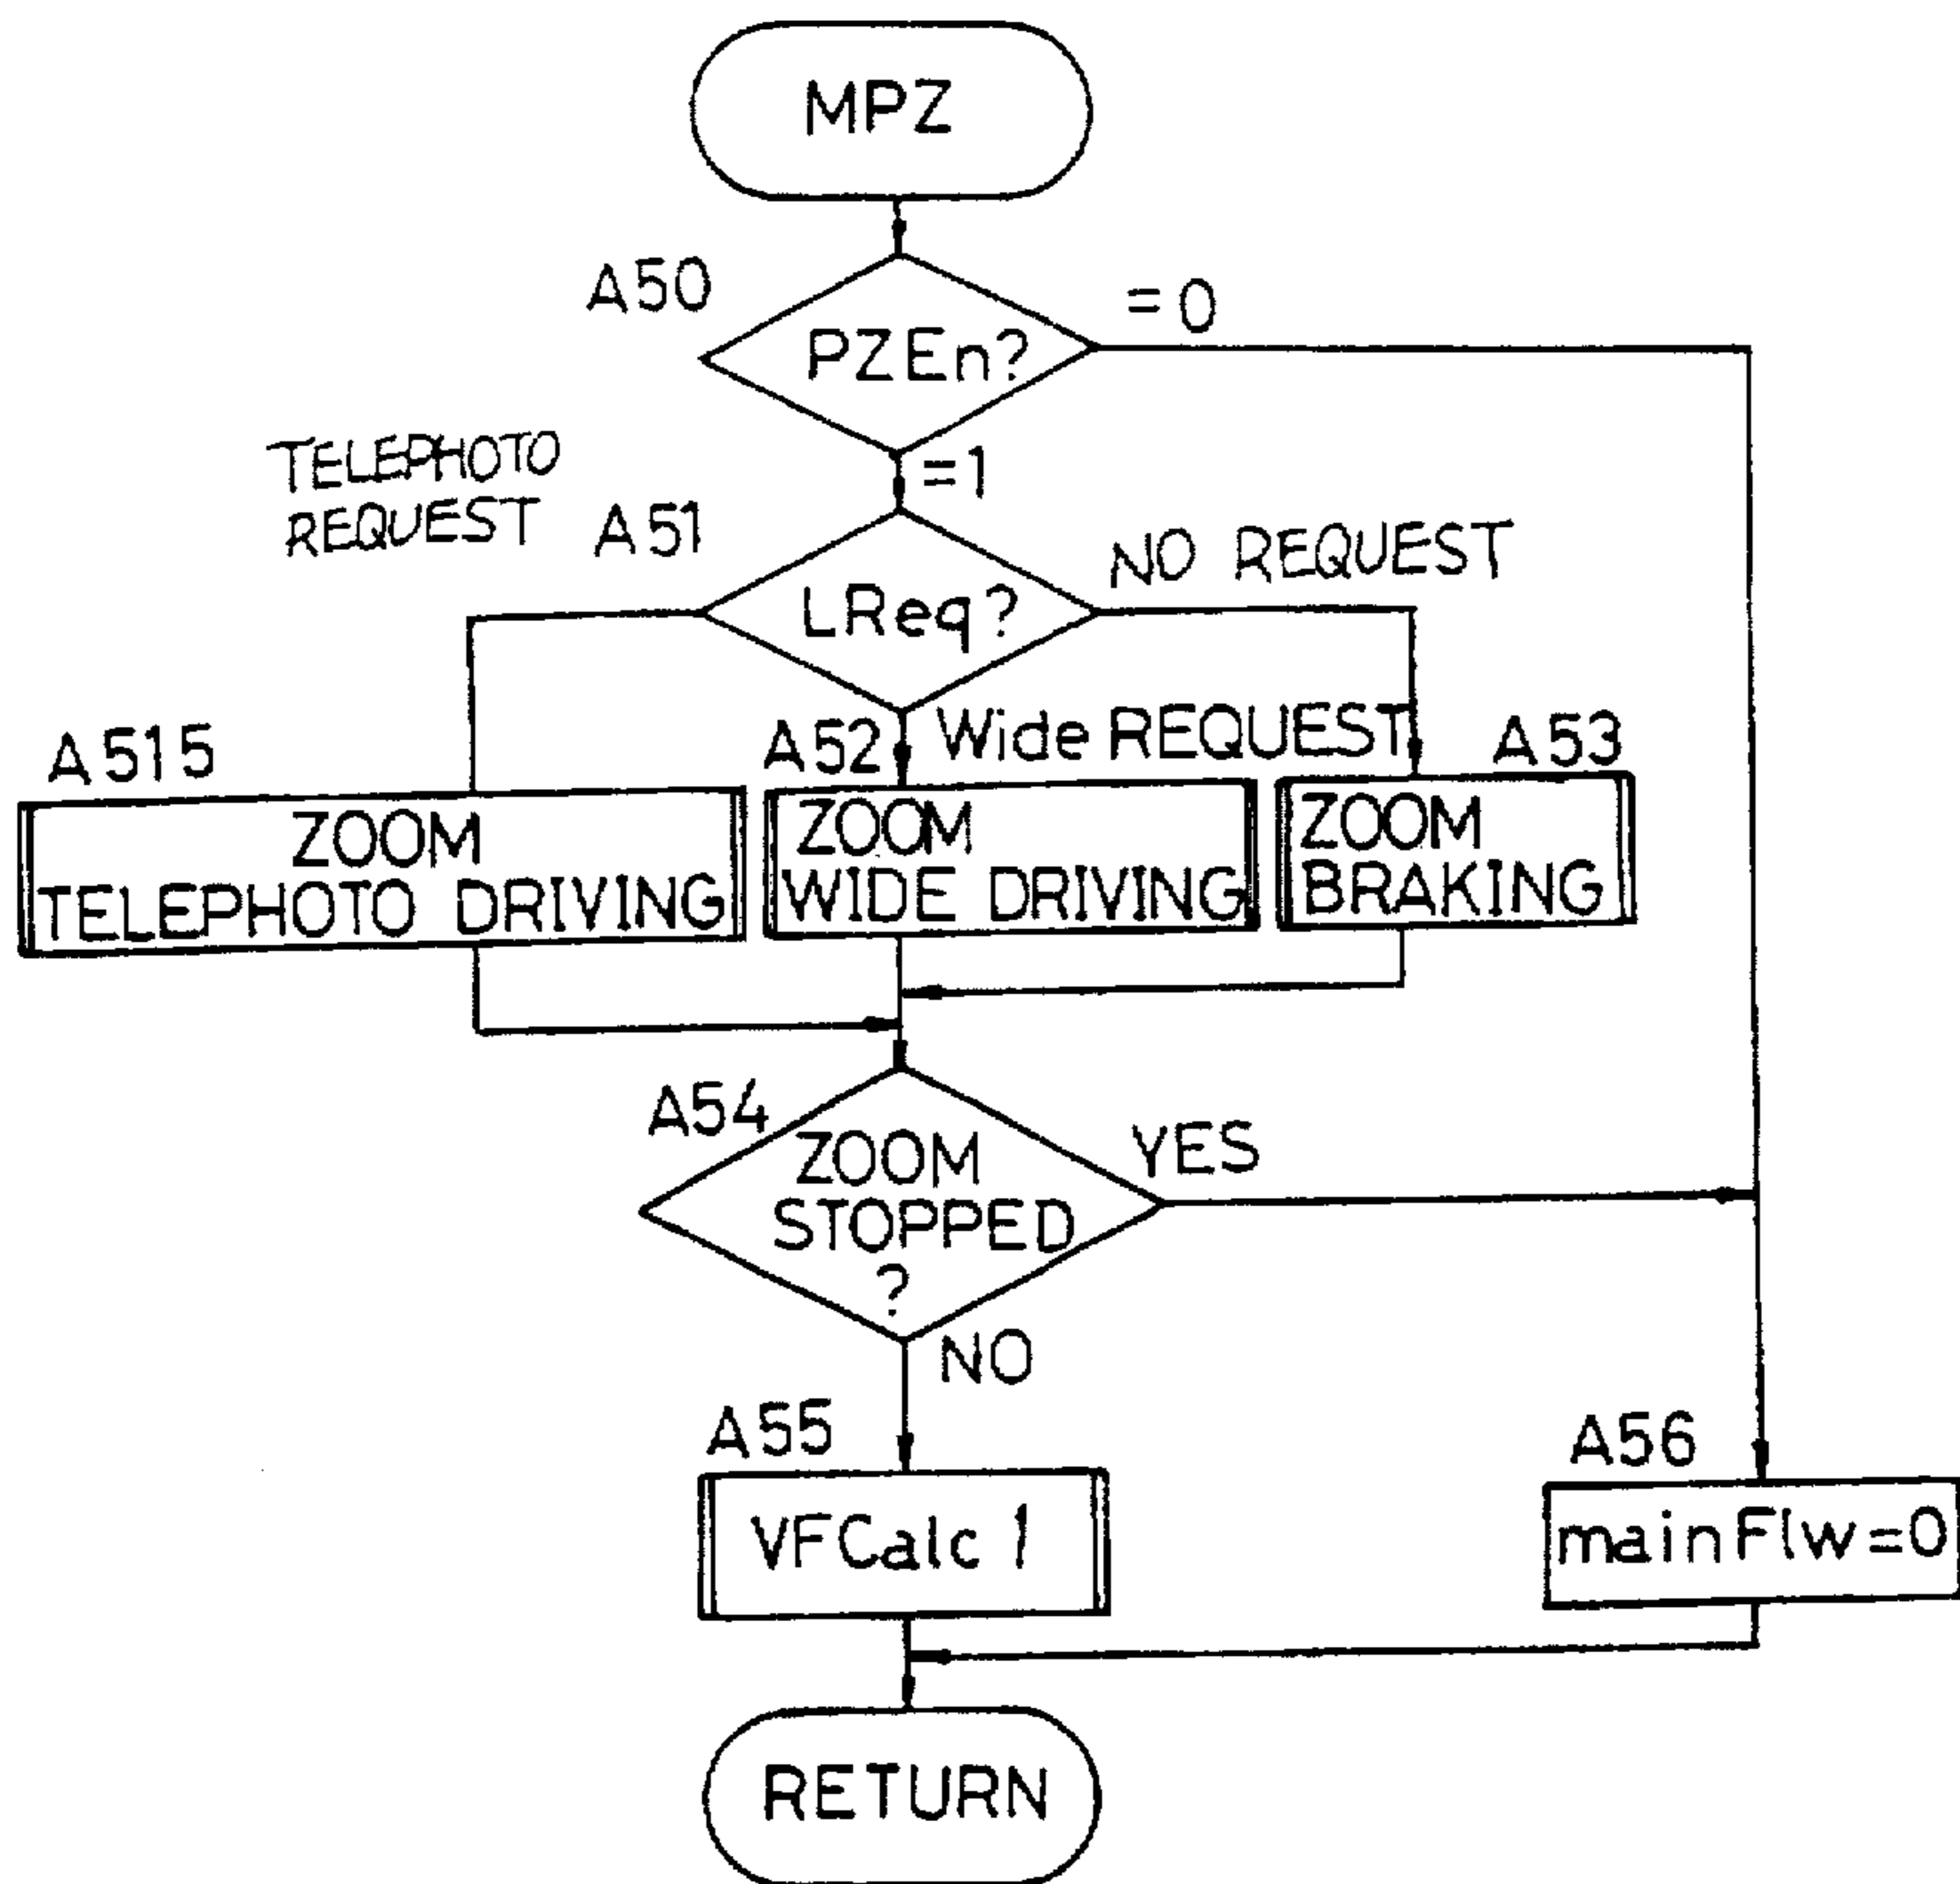 MPZ
A50
=0
PZEn?
=1
TELEPHOTO
REQUEST
A51
NO REQUEST
LReq?
A515
A52
Wide REQUEST
A53
ZOOM
TELEPHOTO DRIVING
ZOOM
WIDE DRIVING
ZOOM
BRAKING
A54
ZOOM
STOPPED
?
YES
NO
A55
A56
VFCalc 1
mainFlw=0
RETURN